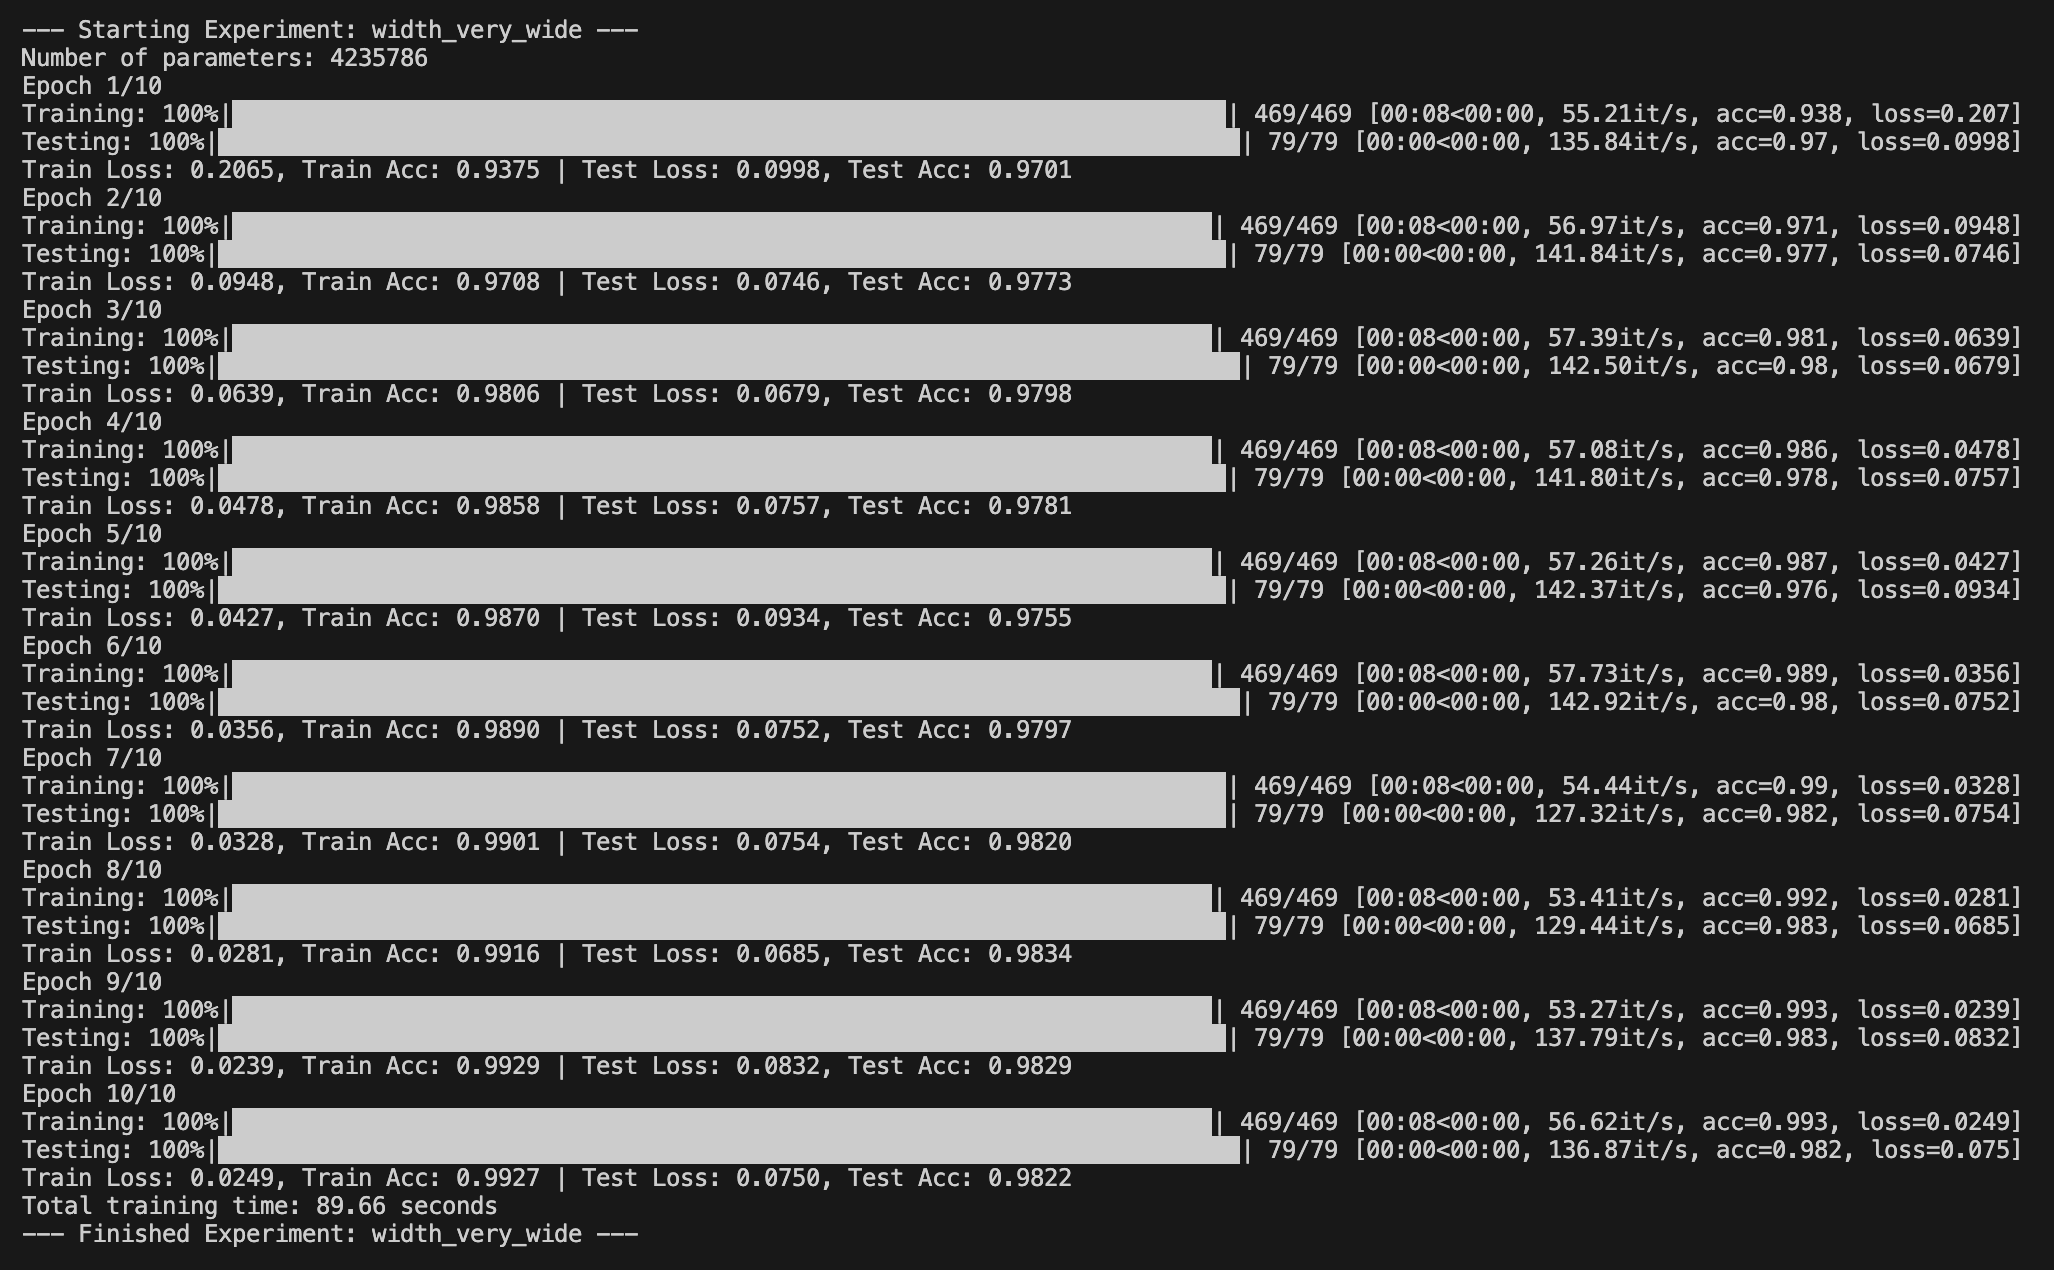 --- Starting Experiment: width_very_wide ---
Number of parameters: 4235786
Epoch 1/10
Training: 100%|██████████| 469/469 [00:08<00:00, 55.21it/s, acc=0.938, loss=0.207]
Testing: 100%|██████████| 79/79 [00:00<00:00, 135.84it/s, acc=0.97, loss=0.0998]
Train Loss: 0.2065, Train Acc: 0.9375 | Test Loss: 0.0998, Test Acc: 0.9701
Epoch 2/10
Training: 100%|██████████| 469/469 [00:08<00:00, 56.97it/s, acc=0.971, loss=0.0948]
Testing: 100%|██████████| 79/79 [00:00<00:00, 141.84it/s, acc=0.977, loss=0.0746]
Train Loss: 0.0948, Train Acc: 0.9708 | Test Loss: 0.0746, Test Acc: 0.9773
Epoch 3/10
Training: 100%|██████████| 469/469 [00:08<00:00, 57.39it/s, acc=0.981, loss=0.0639]
Testing: 100%|██████████| 79/79 [00:00<00:00, 142.50it/s, acc=0.98, loss=0.0679]
Train Loss: 0.0639, Train Acc: 0.9806 | Test Loss: 0.0679, Test Acc: 0.9798
Epoch 4/10
Training: 100%|██████████| 469/469 [00:08<00:00, 57.08it/s, acc=0.986, loss=0.0478]
Testing: 100%|██████████| 79/79 [00:00<00:00, 141.80it/s, acc=0.978, loss=0.0757]
Train Loss: 0.0478, Train Acc: 0.9858 | Test Loss: 0.0757, Test Acc: 0.9781
Epoch 5/10
Training: 100%|██████████| 469/469 [00:08<00:00, 57.26it/s, acc=0.987, loss=0.0427]
Testing: 100%|██████████| 79/79 [00:00<00:00, 142.37it/s, acc=0.976, loss=0.0934]
Train Loss: 0.0427, Train Acc: 0.9870 | Test Loss: 0.0934, Test Acc: 0.9755
Epoch 6/10
Training: 100%|██████████| 469/469 [00:08<00:00, 57.73it/s, acc=0.989, loss=0.0356]
Testing: 100%|██████████| 79/79 [00:00<00:00, 142.92it/s, acc=0.98, loss=0.0752]
Train Loss: 0.0356, Train Acc: 0.9890 | Test Loss: 0.0752, Test Acc: 0.9797
Epoch 7/10
Training: 100%|██████████| 469/469 [00:08<00:00, 54.44it/s, acc=0.99, loss=0.0328]
Testing: 100%|██████████| 79/79 [00:00<00:00, 127.32it/s, acc=0.982, loss=0.0754]
Train Loss: 0.0328, Train Acc: 0.9901 | Test Loss: 0.0754, Test Acc: 0.9820
Epoch 8/10
Training: 100%|██████████| 469/469 [00:08<00:00, 53.41it/s, acc=0.992, loss=0.0281]
Testing: 100%|██████████| 79/79 [00:00<00:00, 129.44it/s, acc=0.983, loss=0.0685]
Train Loss: 0.0281, Train Acc: 0.9916 | Test Loss: 0.0685, Test Acc: 0.9834
Epoch 9/10
Training: 100%|██████████| 469/469 [00:08<00:00, 53.27it/s, acc=0.993, loss=0.0239]
Testing: 100%|██████████| 79/79 [00:00<00:00, 137.79it/s, acc=0.983, loss=0.0832]
Train Loss: 0.0239, Train Acc: 0.9929 | Test Loss: 0.0832, Test Acc: 0.9829
Epoch 10/10
Training: 100%|██████████| 469/469 [00:08<00:00, 56.62it/s, acc=0.993, loss=0.0249]
Testing: 100%|██████████| 79/79 [00:00<00:00, 136.87it/s, acc=0.982, loss=0.075]
Train Loss: 0.0249, Train Acc: 0.9927 | Test Loss: 0.0750, Test Acc: 0.9822
Total training time: 89.66 seconds
--- Finished Experiment: width_very_wide ---